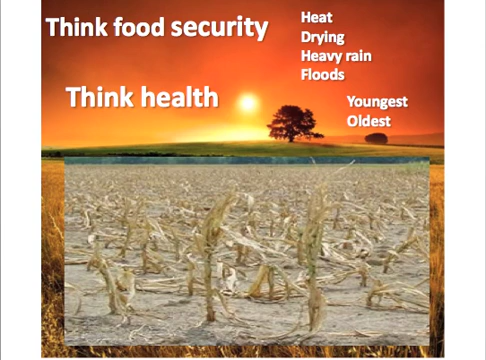 Think food security
Heat
Drying
Heavy rain
Floods
Think health
Youngest
Oldest